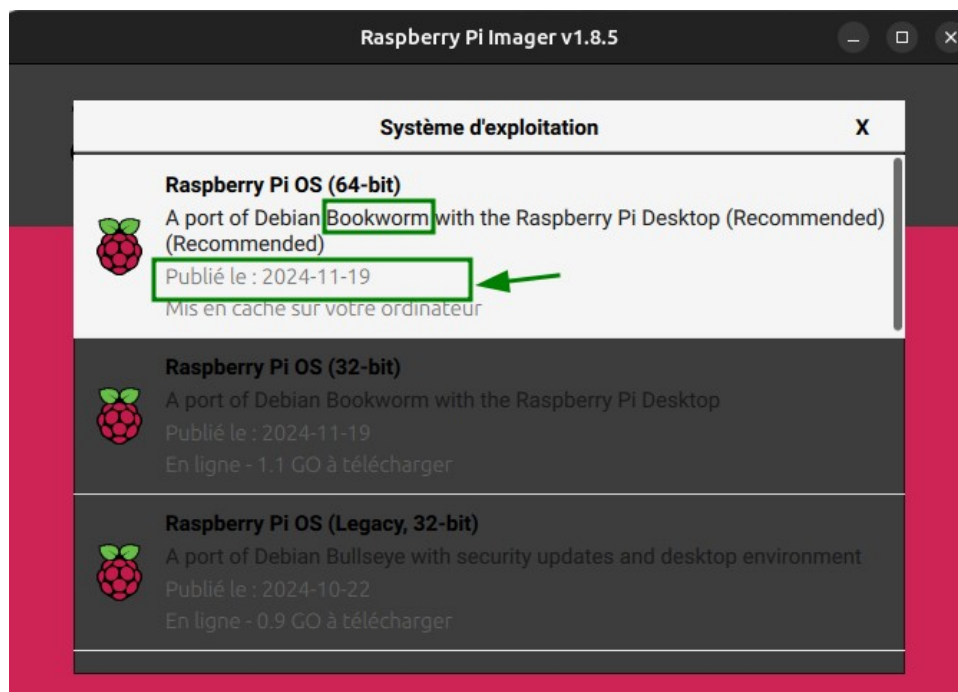 Raspberry Pi Imager v1.8.5
Système d'exploitation X
Raspberry Pi OS (64-bit)
A port of Debian Bookworm with the Raspberry Pi Desktop (Recommended)
(Recommended)
Publié le : 2024-11-19
Mis en cache sur votre ordinateur
Raspberry Pi OS (32-bit)
A port of Debian Bookworm with the Raspberry Pi Desktop
Publié le : 2024-11-19
En ligne - 1.1 GO à télécharger
Raspberry Pi OS (Legacy, 32-bit)
A port of Debian Bullseye with security updates and desktop environment
Publié le : 2024-10-22
En ligne - 0.9 GO à télécharger